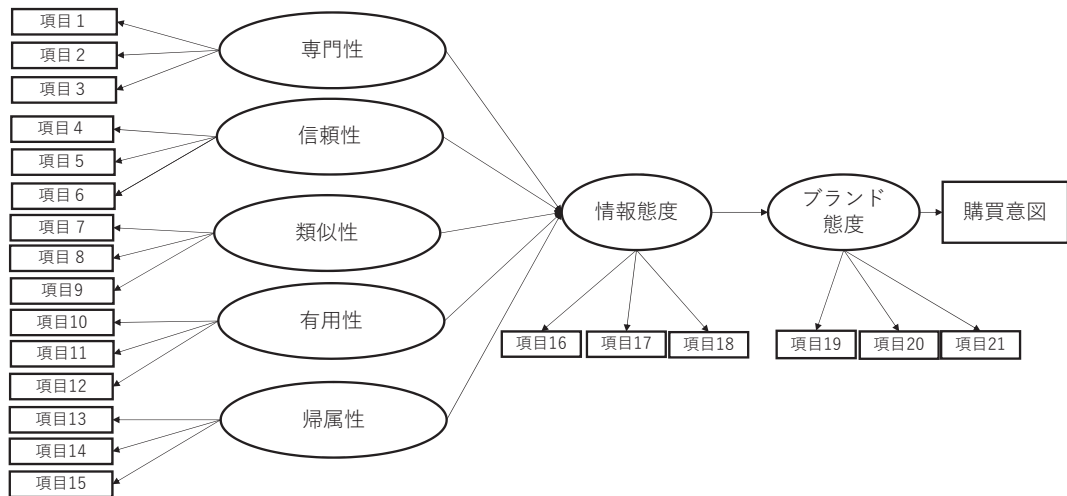 項目１
項目２
項目３
専門性
項目４
項目５
項目６
信頼性
項目７
項目８
項目9
類似性
項目10
項目11
項目12
有用性
項目13
項目14
項目15
帰属性
情報態度
項目16
項目17
項目18
ブランド
態度
項目19
項目20
項目21
購買意図